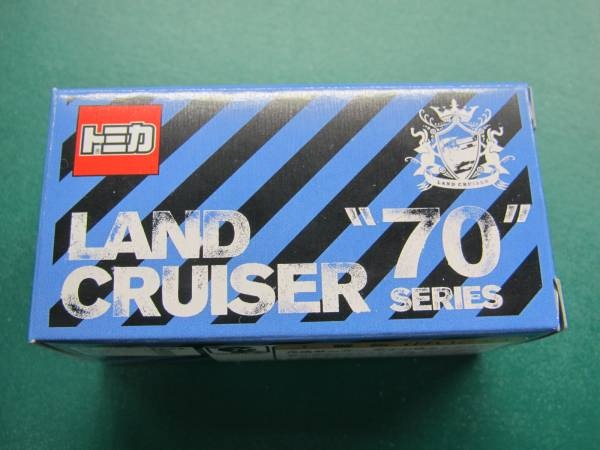 トミカ
LAND CRUISER
LAND
CRUISER
"70"
SERIES